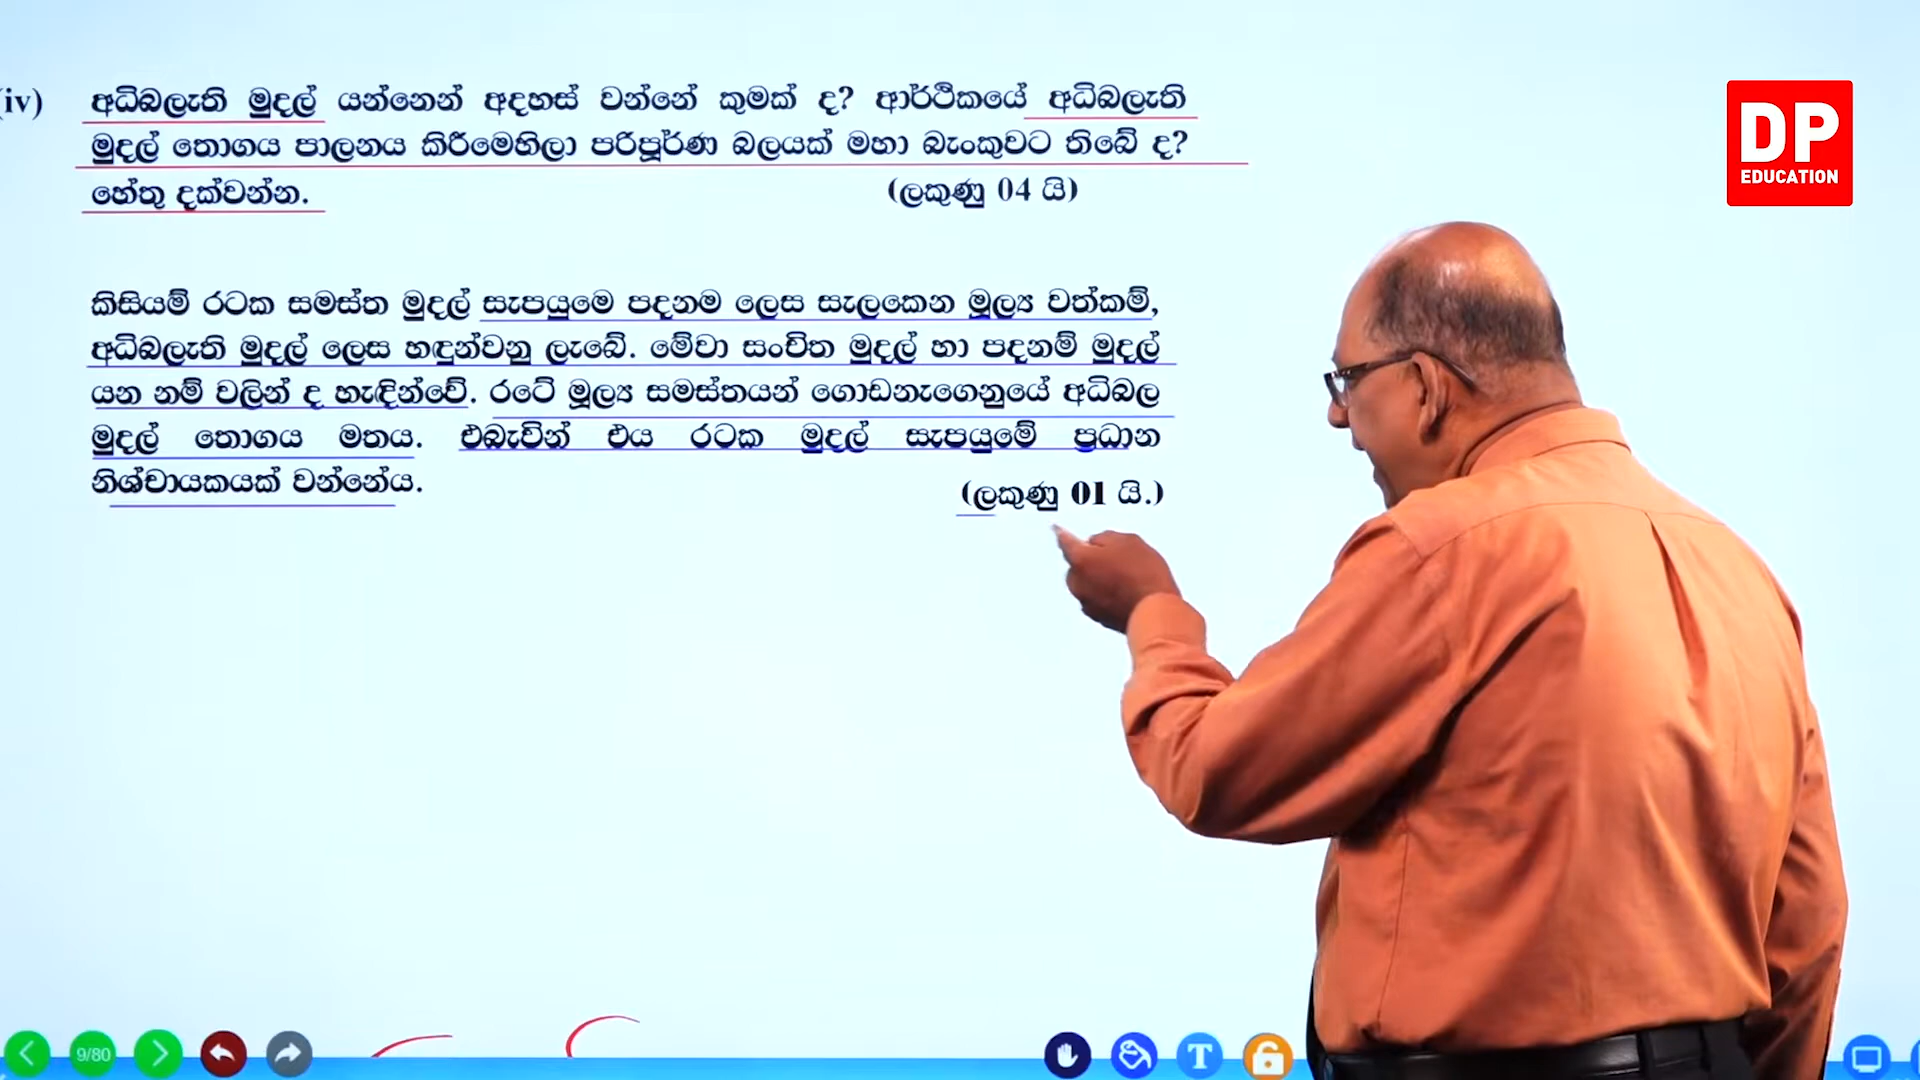 (iv) අධිබලැති මුදල් යන්නෙන් අදහස් වන්නේ කුමක් ද? ආර්ථිකයේ අධිබලැති
මුදල් තොගය පාලනය කිරීමෙහිලා පරිපූර්ණ බලයක් මහා බැංකුවට තිබේ ද?
හේතු දක්වන්න. (ලකුණු 04 යි)
කිසියම් රටක සමස්ත මුදල් සැපයුමෙ පදනම ලෙස සැලකෙන මූල්‍ය වත්කම්,
අධිබලැති මුදල් ලෙස හඳුන්වනු ලැබේ. මේවා සංචිත මුදල් හා පදනම් මුදල්
යන නම් වලින් ද හැඳින්වේ. රටේ මූල්‍ය සමස්තයන් ගොඩනැගෙනුයේ අධිබල
මුදල් තොගය මතය. එබැවින් එය රටක මුදල් සැපයුමේ ප්‍රධාන
නිශ්චායකයක් වන්නේය. (ලකුණු 01 යි.)
DP
EDUCATION
9/80
T